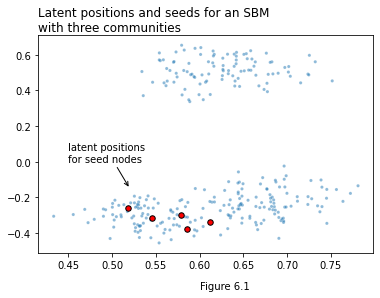 Latent positions and seeds for an SBM
with three communities
0.6
0.4
0.2
0.0
−0.2
−0.4
latent positions
for seed nodes
0.45 0.50 0.55 0.60 0.65 0.70 0.75
Figure 6.1